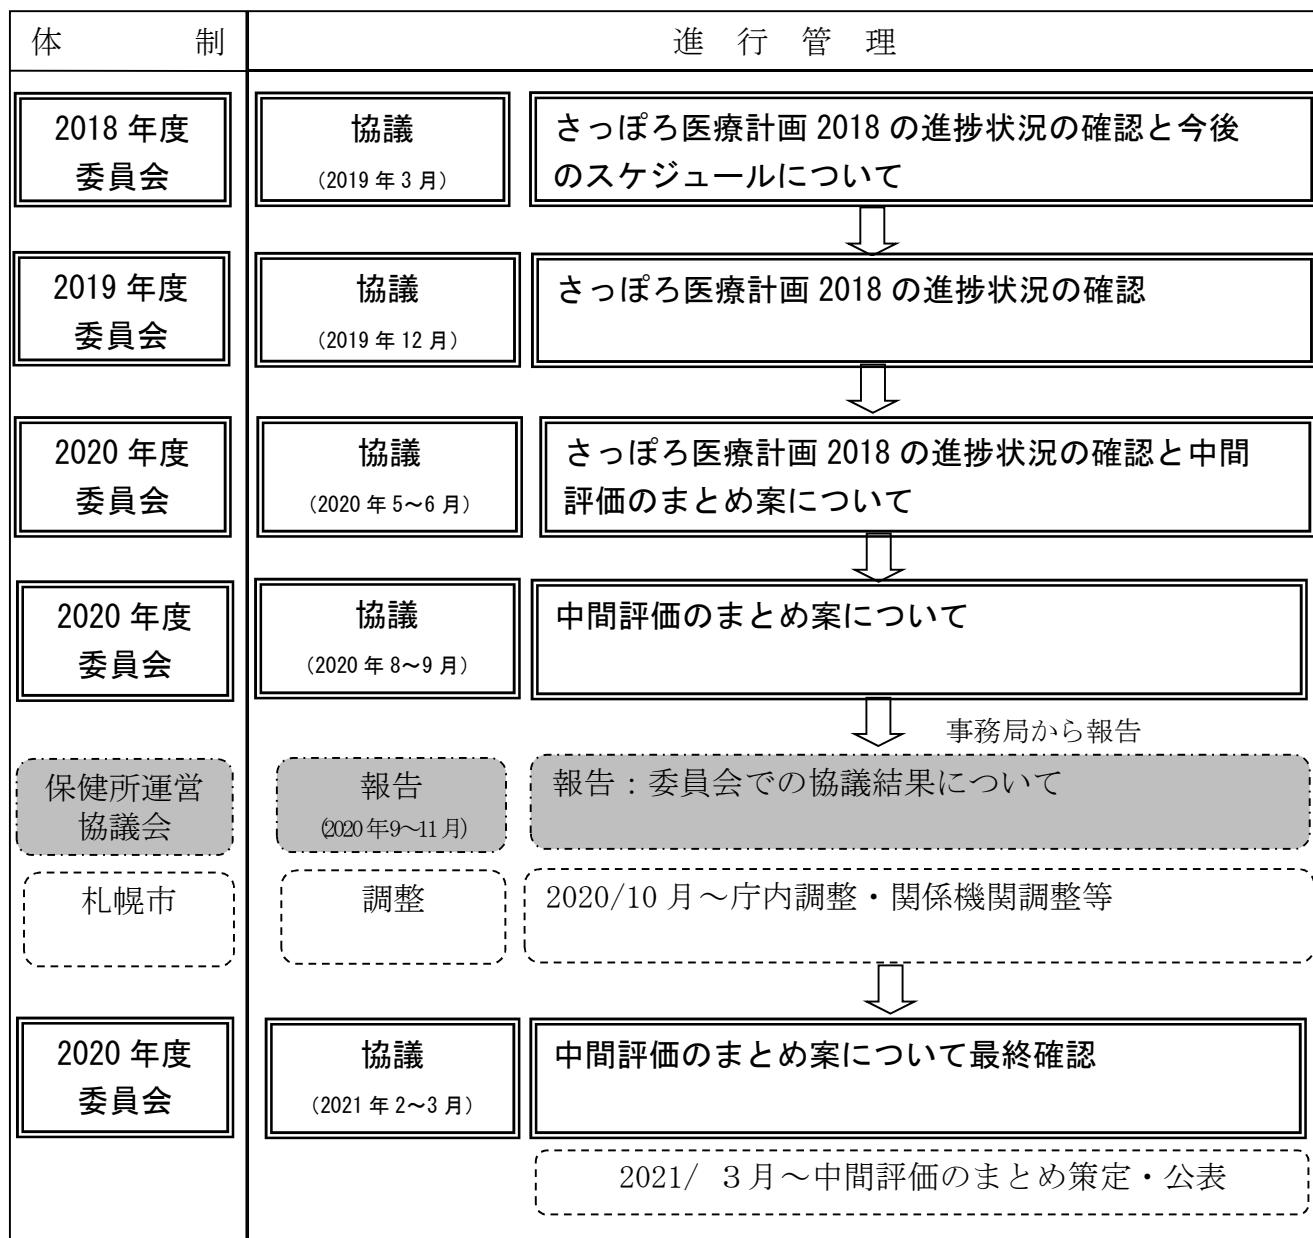 体 制
進 行 管 理
2018 年度
委員会
協議
（2019 年 3 月）
さっぽろ医療計画 2018 の進捗状況の確認と今後
のスケジュールについて
2019 年度
委員会
協議
（2019 年 12 月）
さっぽろ医療計画 2018 の進捗状況の確認
2020 年度
委員会
協議
（2020 年 5～6 月）
さっぽろ医療計画 2018 の進捗状況の確認と中間
評価のまとめ案について
2020 年度
委員会
協議
（2020 年 8～9 月）
中間評価のまとめ案について
事務局から報告
保健所運営
協議会
報告
（2020 年9～11 月）
報告：委員会での協議結果について
札幌市
調整
2020/10 月～庁内調整・関係機関調整等
2020 年度
委員会
協議
（2021 年 2～3 月）
中間評価のまとめ案について最終確認
2021/ ３月～中間評価のまとめ策定・公表